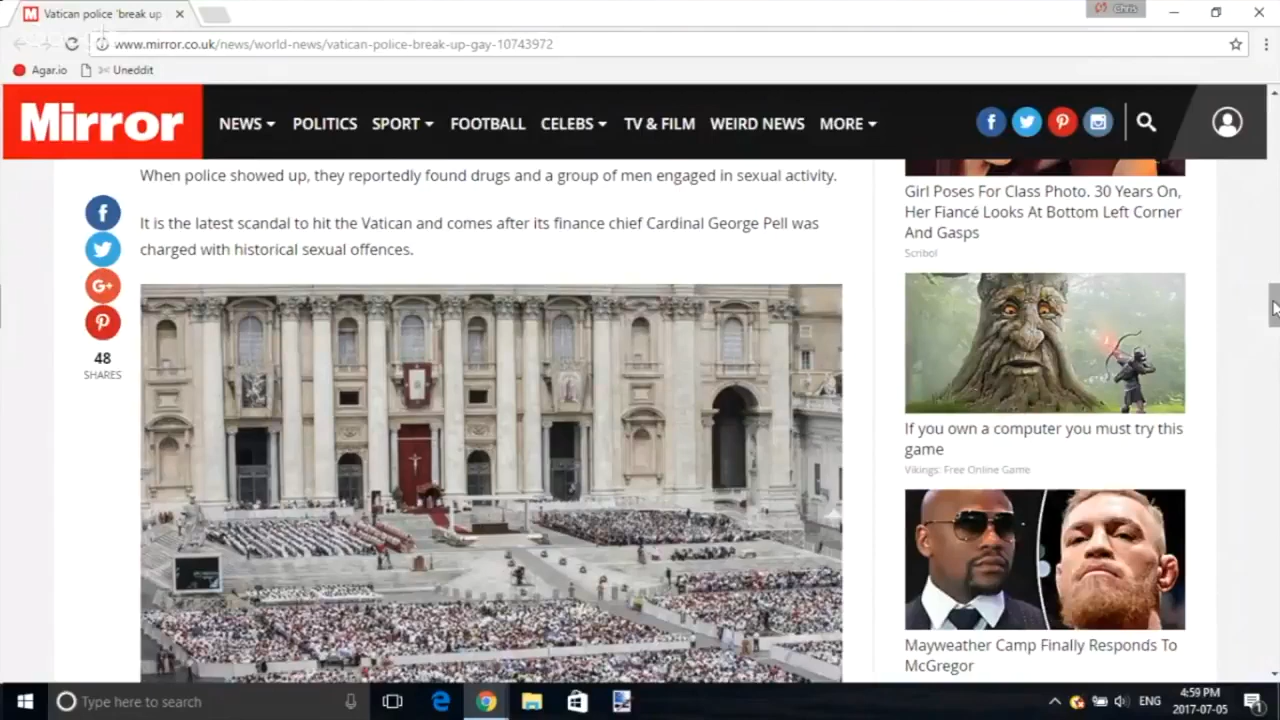 Vatican police 'break up
Chris
www.mirror.co.uk/news/world-news/vatican-police-break-up-gay-10743972
Agar.io
Uneddit
Mirror
NEWS
POLITICS
SPORT
FOOTBALL
CELEBS
TV & FILM
WEIRD NEWS
MORE
When police showed up, they reportedly found drugs and a group of men engaged in sexual activity.
It is the latest scandal to hit the Vatican and comes after its finance chief Cardinal George Pell was
charged with historical sexual offences.
48
SHARES
Girl Poses For Class Photo. 30 Years On,
Her Fiancé Looks At Bottom Left Corner
And Gasps
Scribol
If you own a computer you must try this
game
Vikings: Free Online Game
Mayweather Camp Finally Responds To
McGregor
Type here to search
ENG
4:59 PM
2017-07-05
1